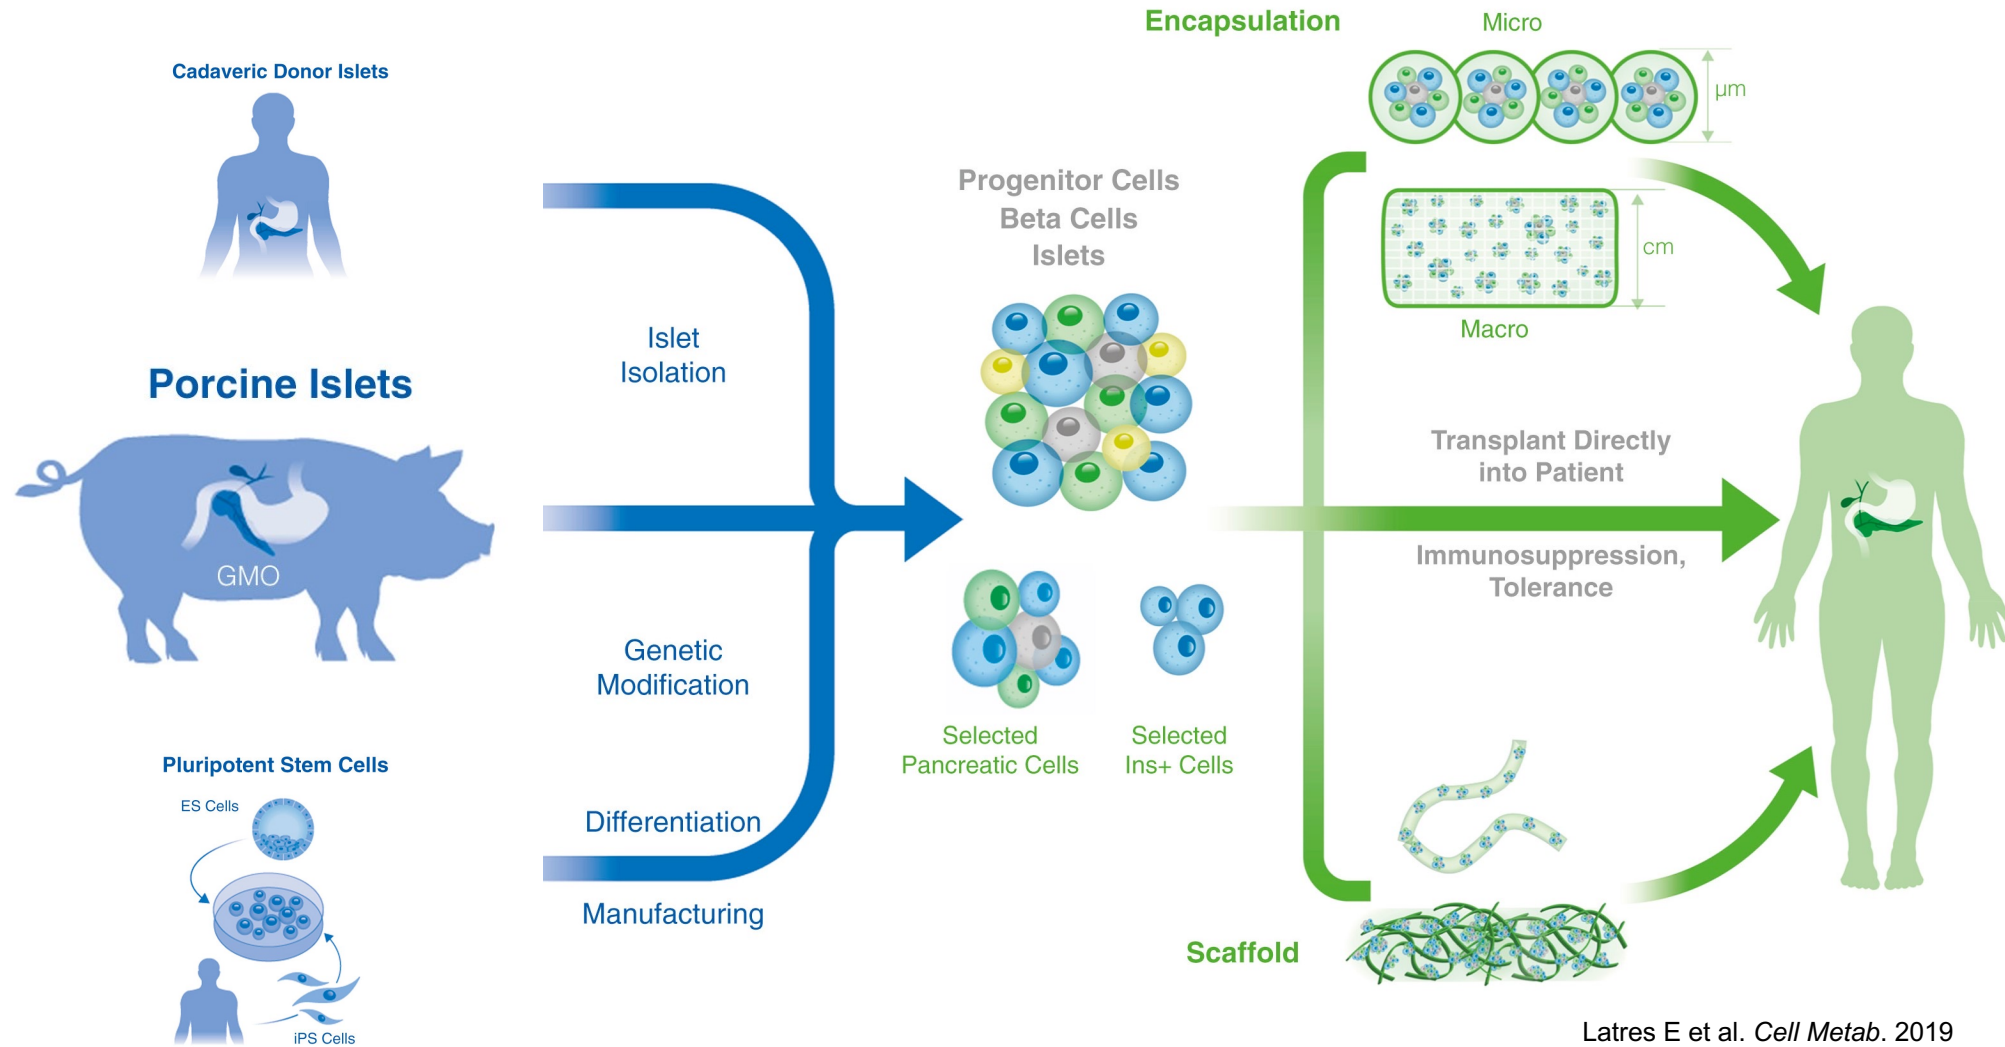 Cadaveric Donor Islets
Porcine Islets
GMO
Pluripotent Stem Cells
ES Cells
iPS Cells
Islet
Isolation
Genetic
Modification
Differentiation
Manufacturing
Progenitor Cells
Beta Cells
Islets
Selected
Pancreatic Cells
Selected
Ins+ Cells
Encapsulation
Micro
µm
cm
Macro
Transplant Directly
into Patient
Immunosuppression,
Tolerance
Scaffold
Latres E et al. Cell Metab. 2019